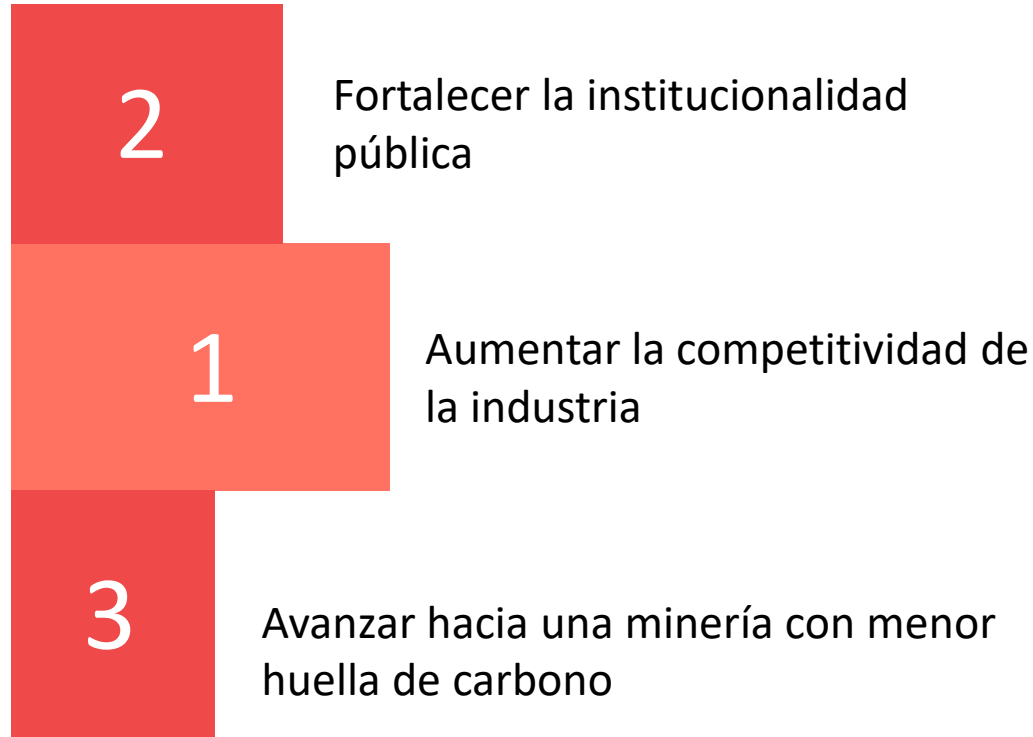 2
Fortalecer la institucionalidad
pública
1
Aumentar la competitividad de
la industria
3
Avanzar hacia una minería con menor
huella de carbono